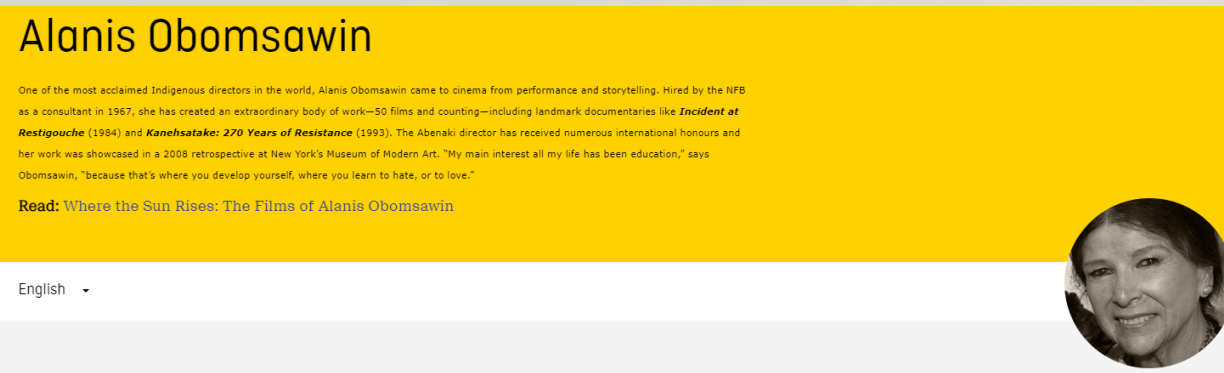 Alanis Obomsawin
One of the most acclaimed Indigenous directors in the world, Alanis Obomsawin came to cinema from performance and storytelling. Hired by the NFB
as a consultant in 1967, she has created an extraordinary body of work—50 films and counting—including landmark documentaries like Incident at
Restigouche (1984) and Kanehsatake: 270 Years of Resistance (1993). The Abenaki director has received numerous international honours and
her work was showcased in a 2008 retrospective at New York's Museum of Modern Art. "My main interest all my life has been education," says
Obomsawin, "because that's where you develop yourself, where you learn to hate, or to love."
Read: Where the Sun Rises: The Films of Alanis Obomsawin
English